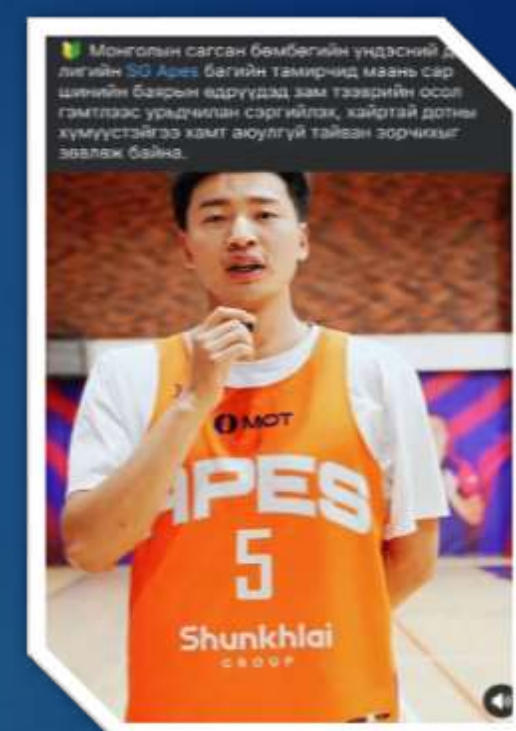 Монголын сагсан бөмбөгийн үндэсний д
лигийн SG Apes багийн тамирчид маань сар
шинийн баярын өдрүүдэд зам тээврийн осол
гэмтлээс урьдчилан сэргийлэх, хайртай дотны
хүмүүстэйгээ хамт аюулгүй тайван зорчихыг
зөвлөж байна.
MOT
APES
5
Shunkhlai
GROUP